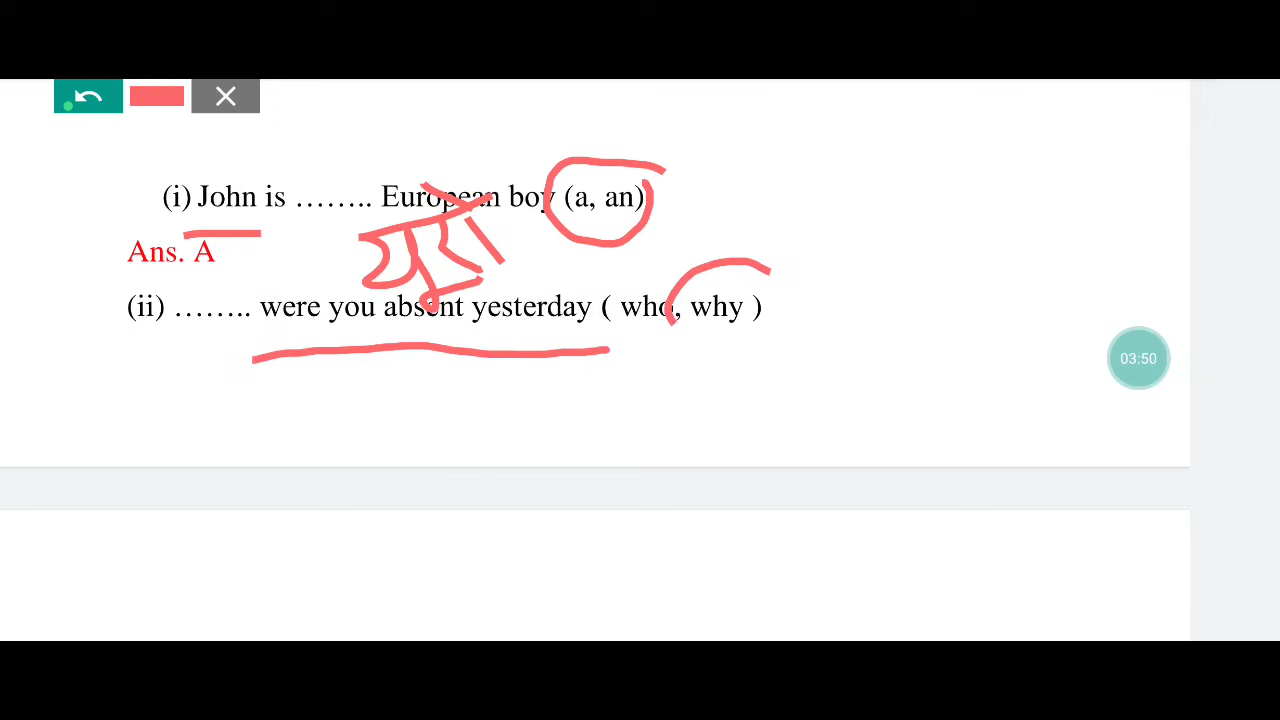 (i) John is …….. European boy (a, an)
Ans. A
यूरो
(ii) …….. were you absent yesterday ( who, why )
03:50